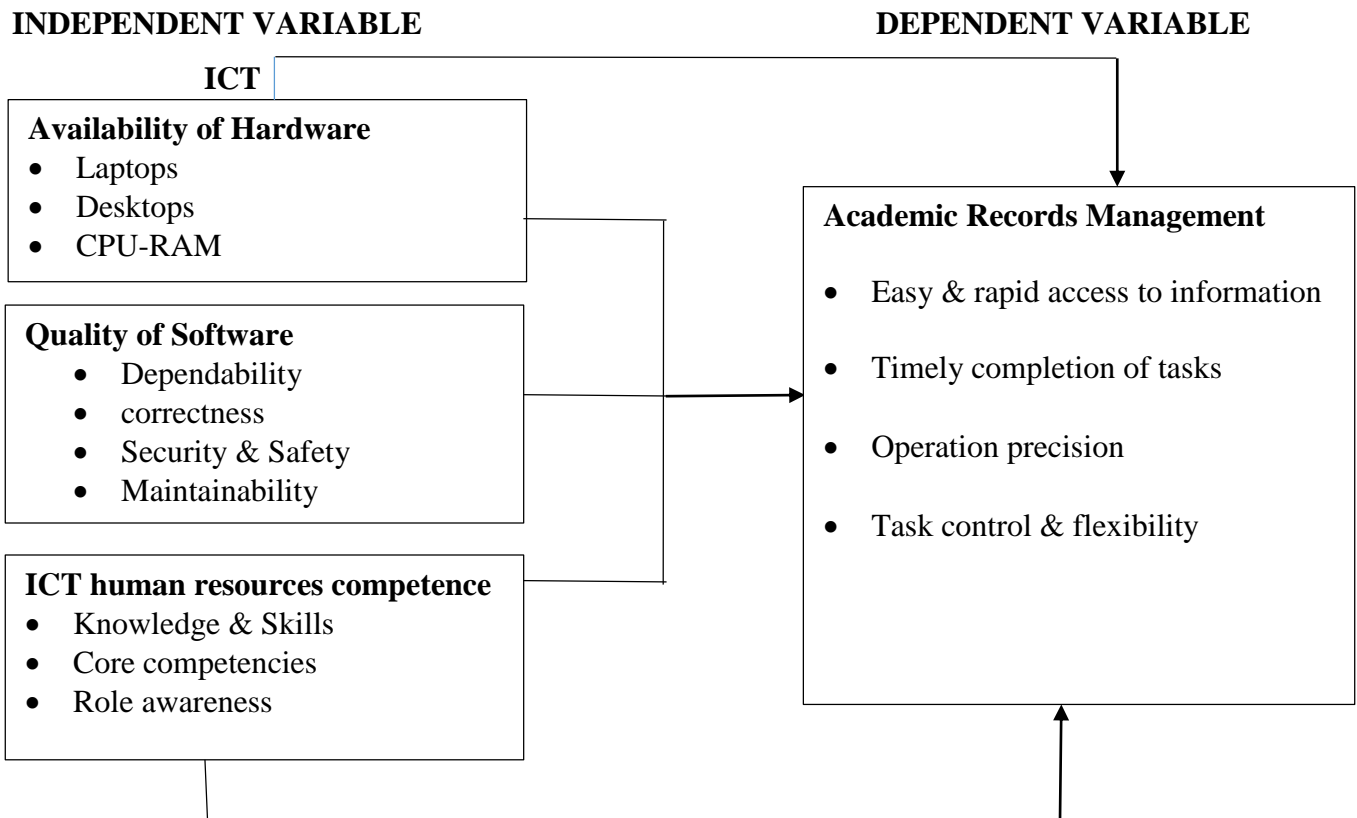 INDEPENDENT VARIABLE
DEPENDENT VARIABLE
ICT
Availability of Hardware
• Laptops
• Desktops
• CPU-RAM
Quality of Software
• Dependability
• correctness
• Security & Safety
• Maintainability
ICT human resources competence
• Knowledge & Skills
• Core competencies
• Role awareness
Academic Records Management
• Easy & rapid access to information
• Timely completion of tasks
• Operation precision
• Task control & flexibility